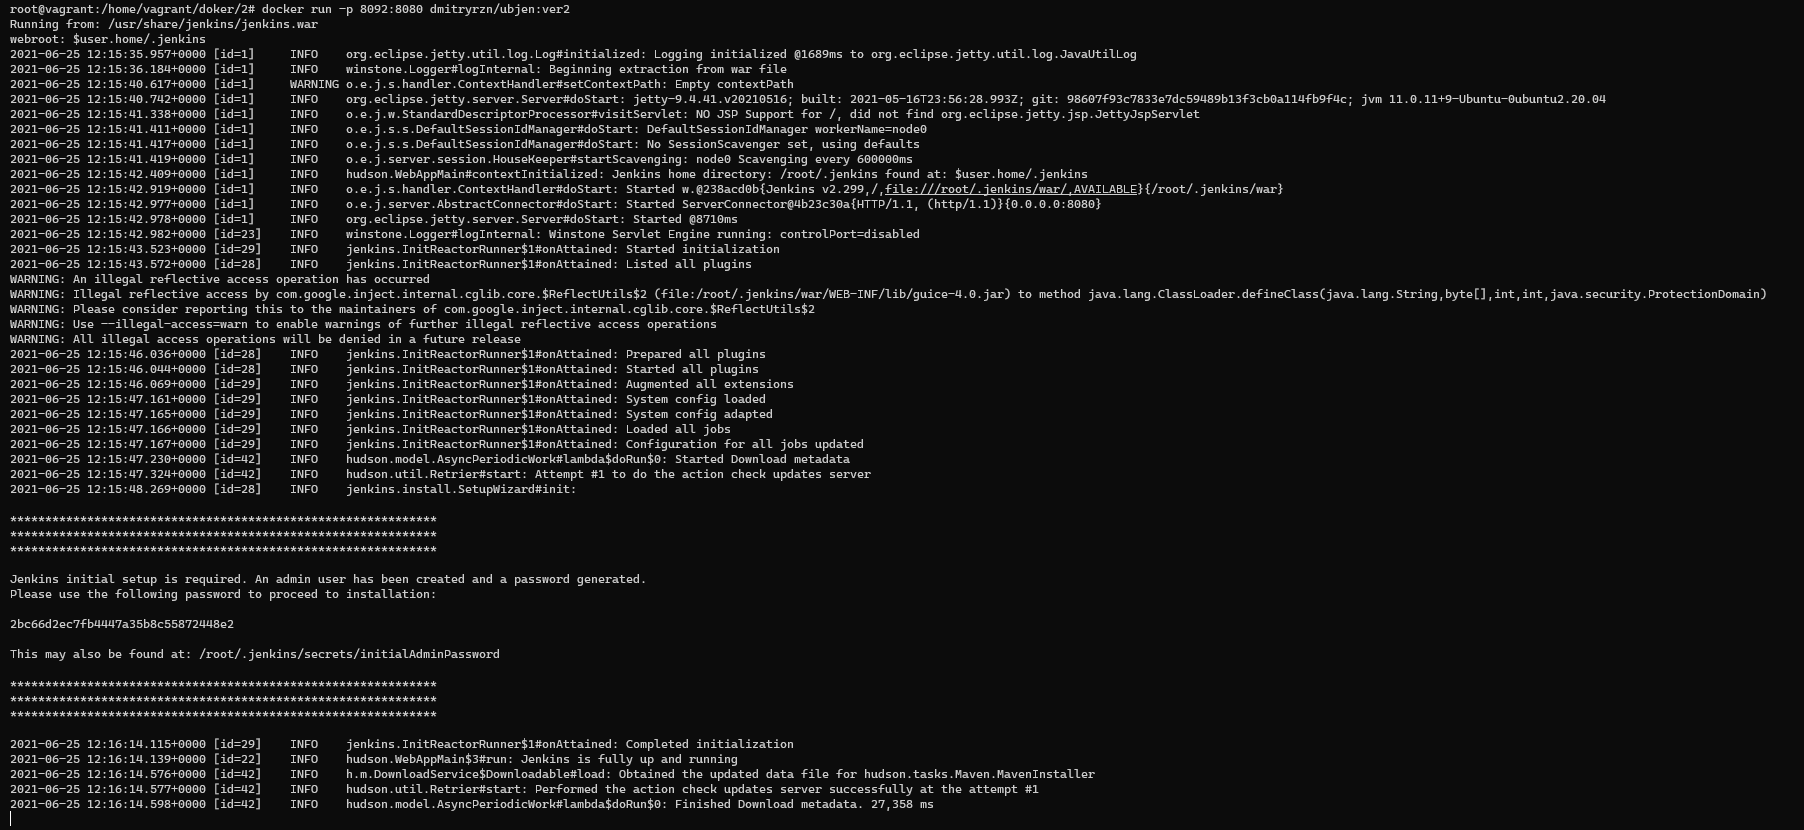 root@vagrant:/home/vagrant/doker/2# docker run -p 8092:8080 dmitryrzn/ubjen:ver2
Running from: /usr/share/jenkins/jenkins.war
webroot: $user.home/.jenkins
2021-06-25 12:15:35.957+0000 [id=1]     INFO    org.eclipse.jetty.util.log.Log#initialized: Logging initialized @1689ms to org.eclipse.jetty.util.log.JavaUtilLog
2021-06-25 12:15:36.184+0000 [id=1]     INFO    winstone.Logger#logInternal: Beginning extraction from war file
2021-06-25 12:15:40.617+0000 [id=1]     WARNING o.e.j.s.handler.ContextHandler#setContextPath: Empty contextPath
2021-06-25 12:15:40.742+0000 [id=1]     INFO    org.eclipse.jetty.server.Server#doStart: jetty-9.4.41.v20210516; built: 2021-05-16T23:56:28.993Z; git: 98607f93c7833e7dc59489b13f3cb0a114fb9f4c; jvm 11.0.11+9-Ubuntu-0ubuntu2.20.04
2021-06-25 12:15:41.338+0000 [id=1]     INFO    o.e.j.w.StandardDescriptorProcessor#visitServlet: NO JSP Support for /, did not find org.eclipse.jetty.jsp.JettyJspServlet
2021-06-25 12:15:41.411+0000 [id=1]     INFO    o.e.j.s.s.DefaultSessionIdManager#doStart: DefaultSessionIdManager workerName=node0
2021-06-25 12:15:41.417+0000 [id=1]     INFO    o.e.j.s.s.DefaultSessionIdManager#doStart: No SessionScavenger set, using defaults
2021-06-25 12:15:41.419+0000 [id=1]     INFO    o.e.j.server.session.HouseKeeper#startScavenging: node0 Scavenging every 600000ms
2021-06-25 12:15:42.409+0000 [id=1]     INFO    hudson.WebAppMain#contextInitialized: Jenkins home directory: /root/.jenkins found at: $user.home/.jenkins
2021-06-25 12:15:42.919+0000 [id=1]     INFO    o.e.j.s.handler.ContextHandler#doStart: Started w.@238acd0b{Jenkins v2.299,/,file:///root/.jenkins/war/,AVAILABLE}{/root/.jenkins/war}
2021-06-25 12:15:42.977+0000 [id=1]     INFO    o.e.j.server.AbstractConnector#doStart: Started ServerConnector@4b23c30a{HTTP/1.1, (http/1.1)}{0.0.0.0:8080}
2021-06-25 12:15:42.978+0000 [id=1]     INFO    org.eclipse.jetty.server.Server#doStart: Started @8710ms
2021-06-25 12:15:42.982+0000 [id=23]    INFO    winstone.Logger#logInternal: Winstone Servlet Engine running: controlPort=disabled
2021-06-25 12:15:43.523+0000 [id=29]    INFO    jenkins.InitReactorRunner$1#onAttained: Started initialization
2021-06-25 12:15:43.572+0000 [id=28]    INFO    jenkins.InitReactorRunner$1#onAttained: Listed all plugins
WARNING: An illegal reflective access operation has occurred
WARNING: Illegal reflective access by com.google.inject.internal.cglib.core.$ReflectUtils$2 (file:/root/.jenkins/war/WEB-INF/lib/guice-4.0.jar) to method java.lang.ClassLoader.defineClass(java.lang.String,byte[],int,int,java.security.ProtectionDomain)
WARNING: Please consider reporting this to the maintainers of com.google.inject.internal.cglib.core.$ReflectUtils$2
WARNING: Use --illegal-access=warn to enable warnings of further illegal reflective access operations
WARNING: All illegal access operations will be denied in a future release
2021-06-25 12:15:46.036+0000 [id=28]    INFO    jenkins.InitReactorRunner$1#onAttained: Prepared all plugins
2021-06-25 12:15:46.044+0000 [id=28]    INFO    jenkins.InitReactorRunner$1#onAttained: Started all plugins
2021-06-25 12:15:46.069+0000 [id=29]    INFO    jenkins.InitReactorRunner$1#onAttained: Augmented all extensions
2021-06-25 12:15:47.161+0000 [id=29]    INFO    jenkins.InitReactorRunner$1#onAttained: System config loaded
2021-06-25 12:15:47.165+0000 [id=29]    INFO    jenkins.InitReactorRunner$1#onAttained: System config adapted
2021-06-25 12:15:47.166+0000 [id=29]    INFO    jenkins.InitReactorRunner$1#onAttained: Loaded all jobs
2021-06-25 12:15:47.167+0000 [id=29]    INFO    jenkins.InitReactorRunner$1#onAttained: Configuration for all jobs updated
2021-06-25 12:15:47.230+0000 [id=42]    INFO    hudson.model.AsyncPeriodicWork#lambda$doRun$0: Started Download metadata
2021-06-25 12:15:47.324+0000 [id=42]    INFO    hudson.util.Retrier#start: Attempt #1 to do the action check updates server
2021-06-25 12:15:48.269+0000 [id=28]    INFO    jenkins.install.SetupWizard#init:
*************************************************************
*************************************************************
*************************************************************
Jenkins initial setup is required. An admin user has been created and a password generated.
Please use the following password to proceed to installation:
2bc66d2ec7fb4447a35b8c55872448e2
This may also be found at: /root/.jenkins/secrets/initialAdminPassword
*************************************************************
*************************************************************
*************************************************************
2021-06-25 12:16:14.115+0000 [id=29]    INFO    jenkins.InitReactorRunner$1#onAttained: Completed initialization
2021-06-25 12:16:14.139+0000 [id=22]    INFO    hudson.WebAppMain$3#run: Jenkins is fully up and running
2021-06-25 12:16:14.576+0000 [id=42]    INFO    h.m.DownloadService$Downloadable#load: Obtained the updated data file for hudson.tasks.Maven.MavenInstaller
2021-06-25 12:16:14.577+0000 [id=42]    INFO    hudson.util.Retrier#start: Performed the action check updates server successfully at the attempt #1
2021-06-25 12:16:14.598+0000 [id=42]    INFO    hudson.model.AsyncPeriodicWork#lambda$doRun$0: Finished Download metadata. 27,358 ms